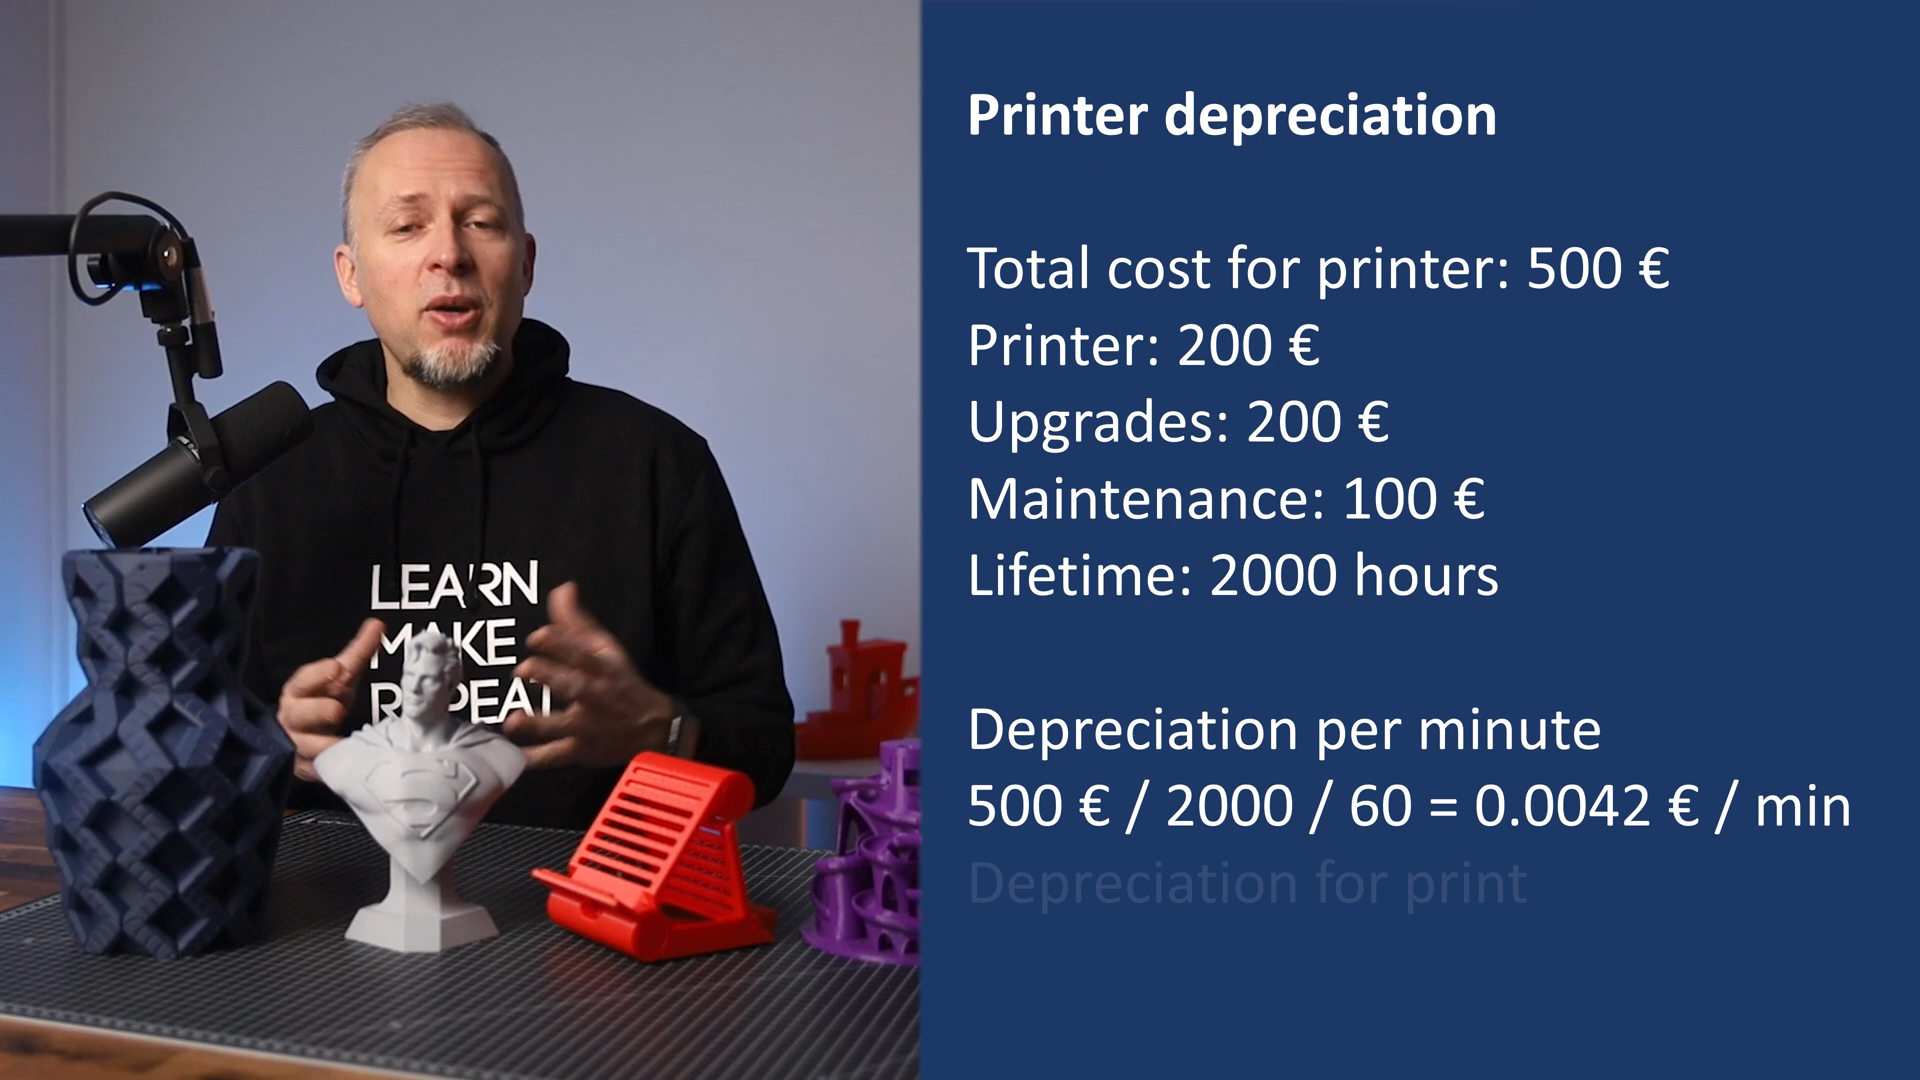 LEARN
MAKE
REPEAT
Printer depreciation
Total cost for printer: 500 €
Printer: 200 €
Upgrades: 200 €
Maintenance: 100 €
Lifetime: 2000 hours
Depreciation per minute
500 € / 2000 / 60 = 0.0042 € / min
Depreciation for print